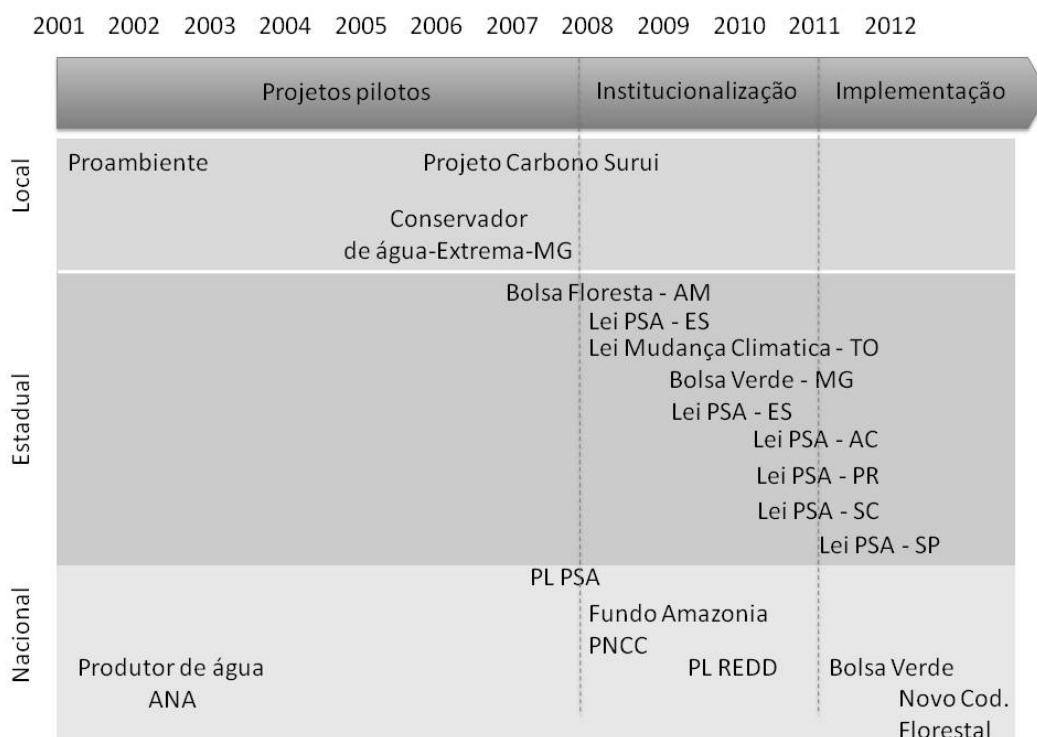 2001 2002 2003 2004 2005 2006 2007 2008 2009 2010 2011 2012
Projetos pilotos Institucionalização Implementação
Local
Proambiente Projeto Carbono Surui
Conservador
de água-Extrema-MG
Estadual
Bolsa Floresta - AM
Lei PSA - ES
Lei Mudança Climatica - TO
Bolsa Verde - MG
Lei PSA - ES
Lei PSA - AC
Lei PSA - PR
Lei PSA - SC
Lei PSA - SP
Nacional
PL PSA
Fundo Amazonia
PNCC
Produtor de água PL REDD Bolsa Verde
ANA Novo Cod.
Florestal